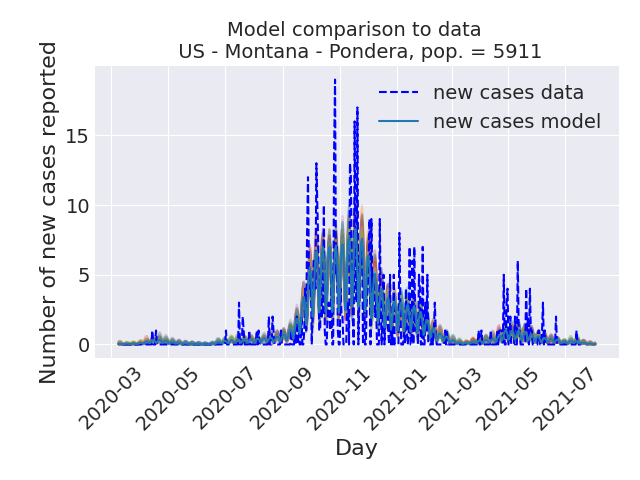 Model comparison to data
US - Montana - Pondera, pop. = 5911
new cases data
new cases model
Number of new cases reported
15
10
5
0
2020-03
2020-05
2020-07
2020-09
2020-11
2021-01
2021-03
2021-05
2021-07
Day